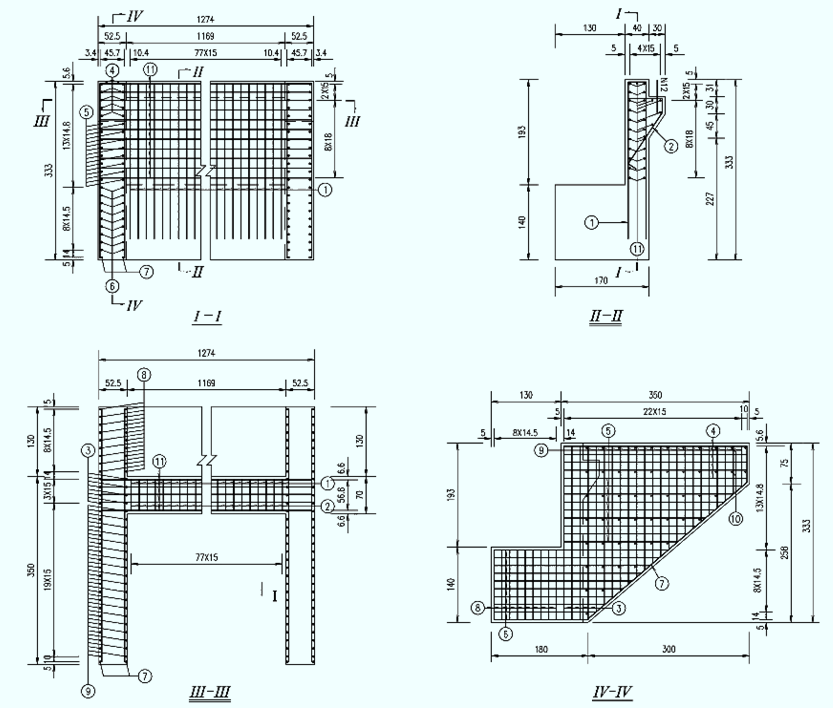 IV
1274
52.5 1169 52.5
3.4 45.7 10.4 77X15 10.4 45.7 3.4
4 11 II
5.6
III III
5
13X14.8
333
8X14.5
14
5
5
2X15
8X18
1
7
6
II
IV
I-I
I
130 40 30
5 4X15 5
N12
5
2X15
8X18
31
30
45
227
333
193
140
2
1
11
I
170
II-II
1274
8
52.5 1169 52.5
5
130
8X14.5
3
14
3X15
350
19X15
10
5
11
130
6.6
56.8
6.6
70
1
2
77X15
I
7
9
III-III
130 350
5 22X15 10 5
5 8X14.5 14
5 4
9
5.6
75
13X14.8
333
258
8X14.5
14
5
193
140
10
7
8 3
6
180 300
IV-IV